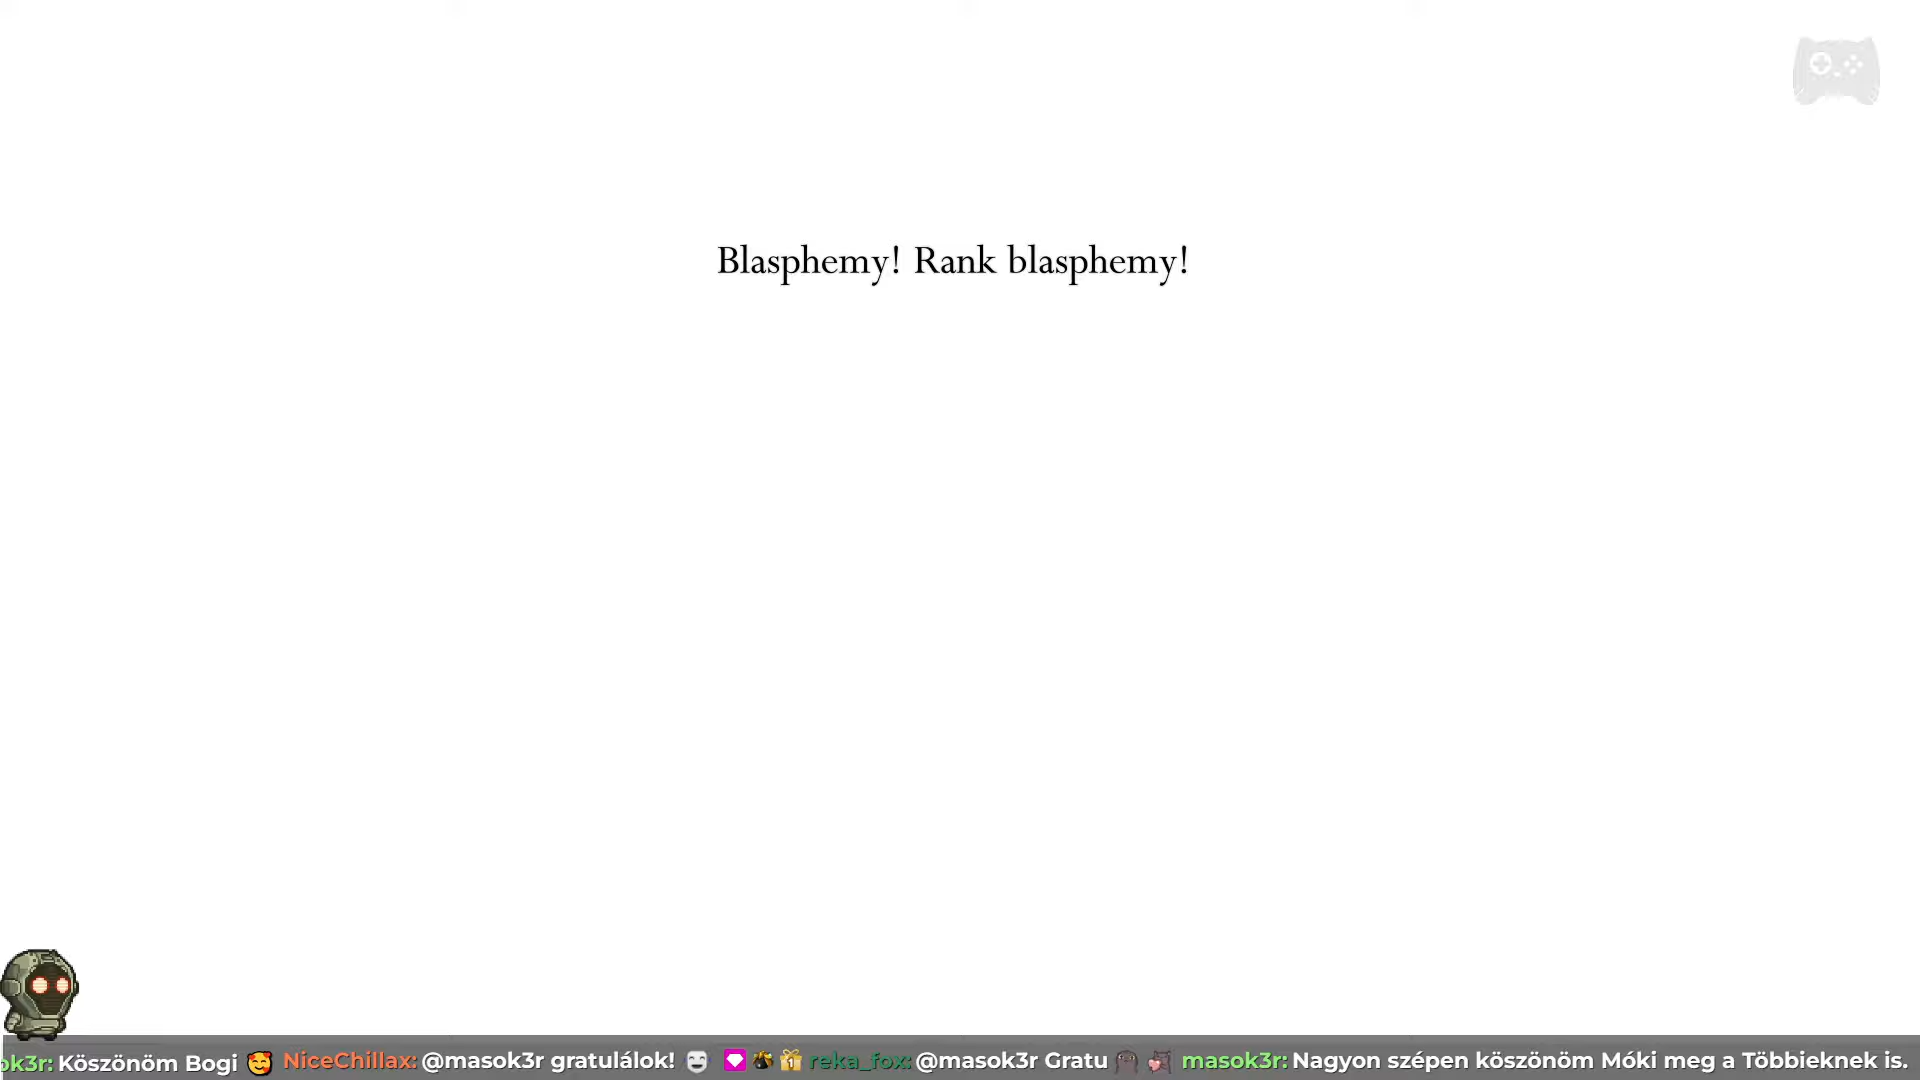 Blasphemy! Rank blasphemy!
ok3r: Köszönöm Bogi NiceChillax: @masok3r gratulálok! reka_fox: @masok3r Gratu masok3r: Nagyon szépen köszönöm Móki meg a Többieknek is.